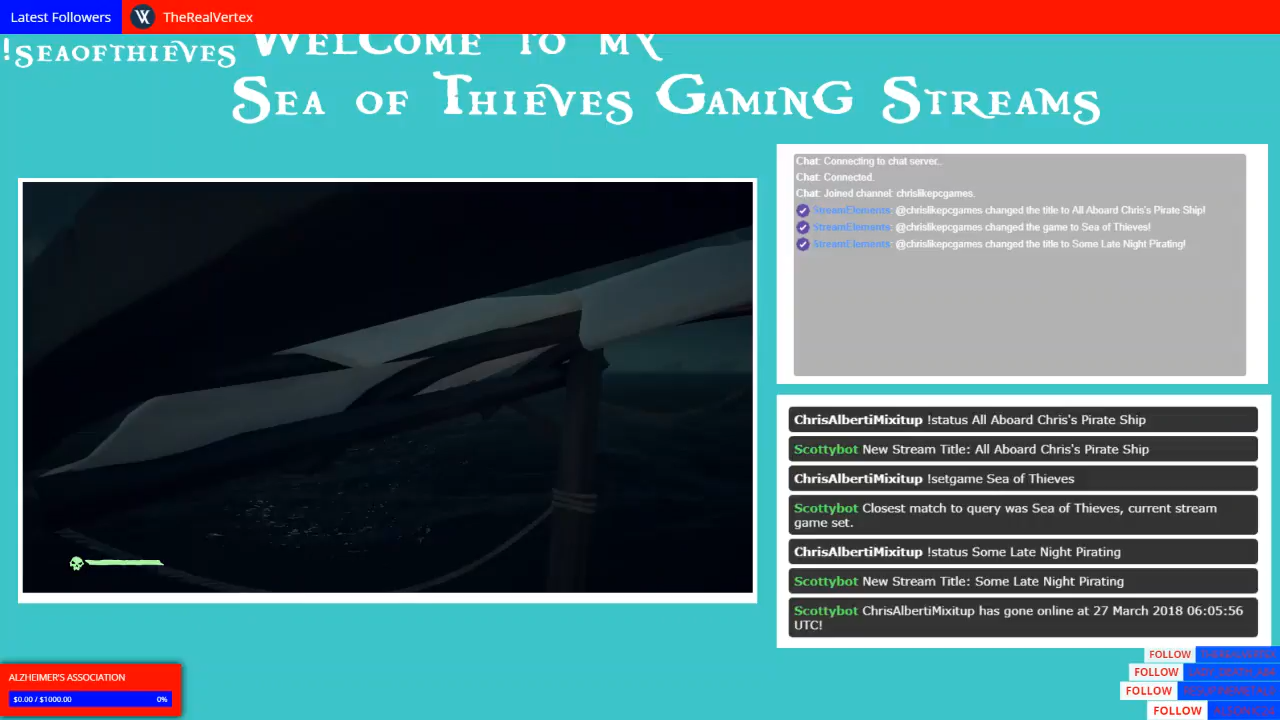 Latest Followers
TheRealVertex
!Seaofthieves
Welcome to my
Sea of Thieves Gaming Streams
Chat: Connecting to chat server...
Chat: Connected.
Chat: Joined channel: chrislikepcgames.
StreamElements: @chrislikepcgames changed the title to All Aboard Chris's Pirate Ship!
StreamElements: @chrislikepcgames changed the game to Sea of Thieves!
StreamElements: @chrislikepcgames changed the title to Some Late Night Pirating!
ChrisAlbertiMixitup !status All Aboard Chris's Pirate Ship
Scottybot New Stream Title: All Aboard Chris's Pirate Ship
ChrisAlbertiMixitup !setgame Sea of Thieves
Scottybot Closest match to query was Sea of Thieves, current stream
game set.
ChrisAlbertiMixitup !status Some Late Night Pirating
Scottybot New Stream Title: Some Late Night Pirating
Scottybot ChrisAlbertiMixitup has gone online at 27 March 2018 06:05:56
UTC!
FOLLOW THEREALVERTEX
FOLLOW
FOLLOW
FOLLOW
ALZHEIMER'S ASSOCIATION
$0.00 / $1000.00 0%